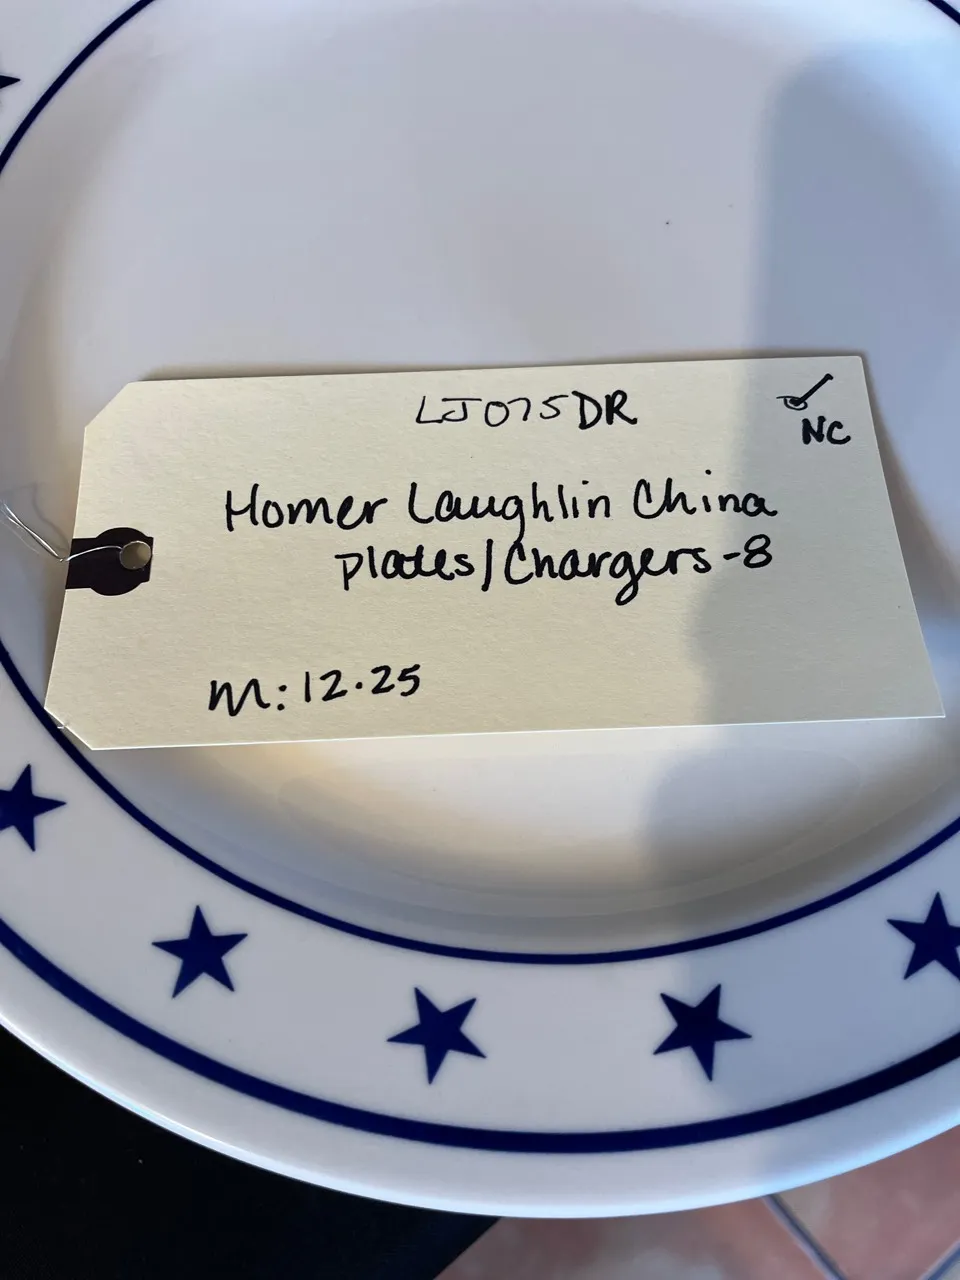 LJ075DR
NC
Homer Laughlin China
Plates/Chargers-8
M: 12.25